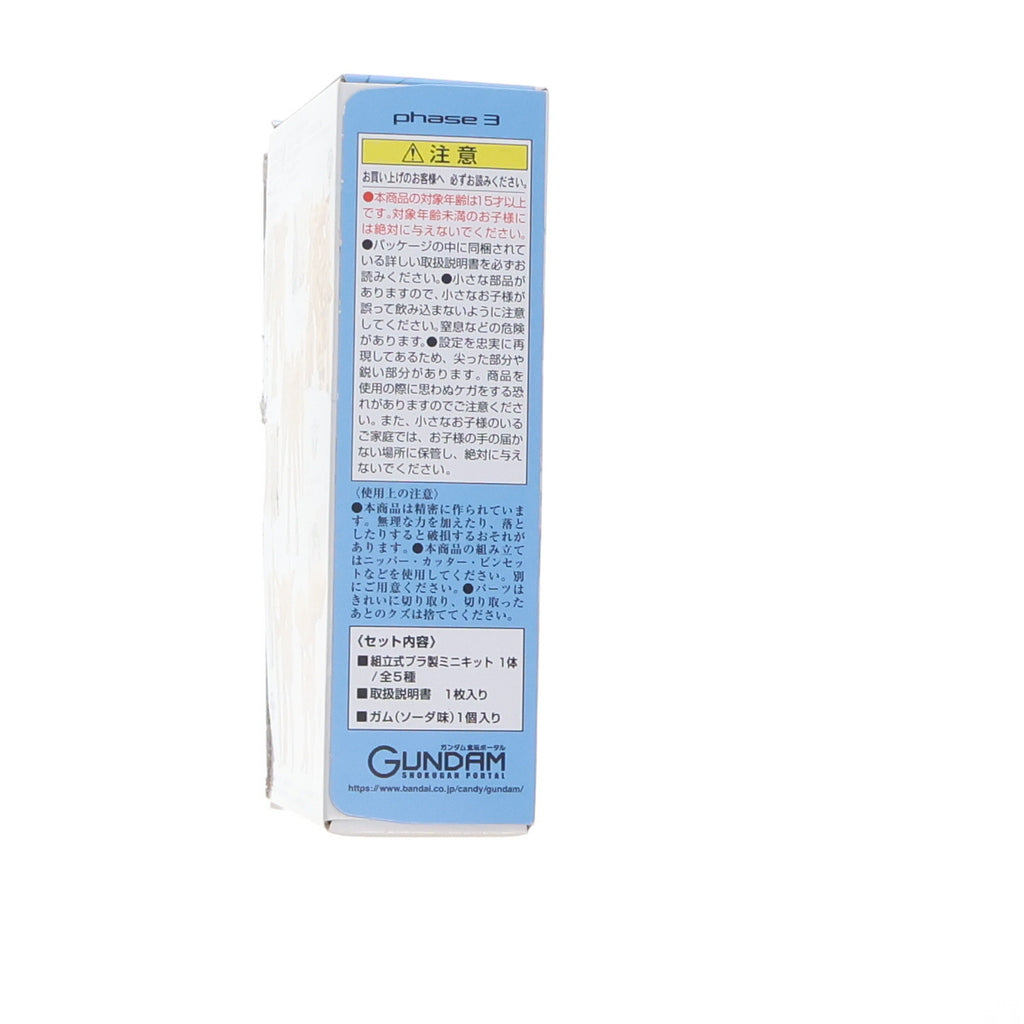 phase 3
⚠注意
お買い上げのお客様へ 必ずお読みください。
●本商品の対象年齢は15才以上
です。対象年齢未満のお子様に
は絶対に与えないでください。
●パッケージの中に同梱されて
いる詳しい取扱説明書を必ずお
読みください。●小さな部品が
ありますので、小さなお子様が
誤って飲み込まないように注意
してください。窒息などの危険
があります。●設定を忠実に再
現してあるため、尖った部分や
鋭い部分があります。商品を
使用の際に思わぬケガをする恐
れがありますのでご注意くださ
い。また、小さなお子様のいる
ご家庭では、お子様の手の届か
ない場所に保管し、絶対に与え
ないでください。
〈使用上の注意〉
●本商品は精密に作られていま
す。無理な力を加えたり、落と
したりすると破損するおそれが
あります。●本商品の組み立て
はニッパー・カッター・ピンセッ
トなどを使用してください。別
にご用意ください。●パーツは
きれいに切り取り、切り取った
あとのクズは捨ててください。
〈セット内容〉
■組立式プラ製ミニキット 1体
/全5種
■取扱説明書 1枚入り
■ガム(ソーダ味)1個入り
ガンダム食玩ポータル
GUNDAM
SHOKUGAN PORTAL
https://www.bandai.co.jp/candy/gundam/